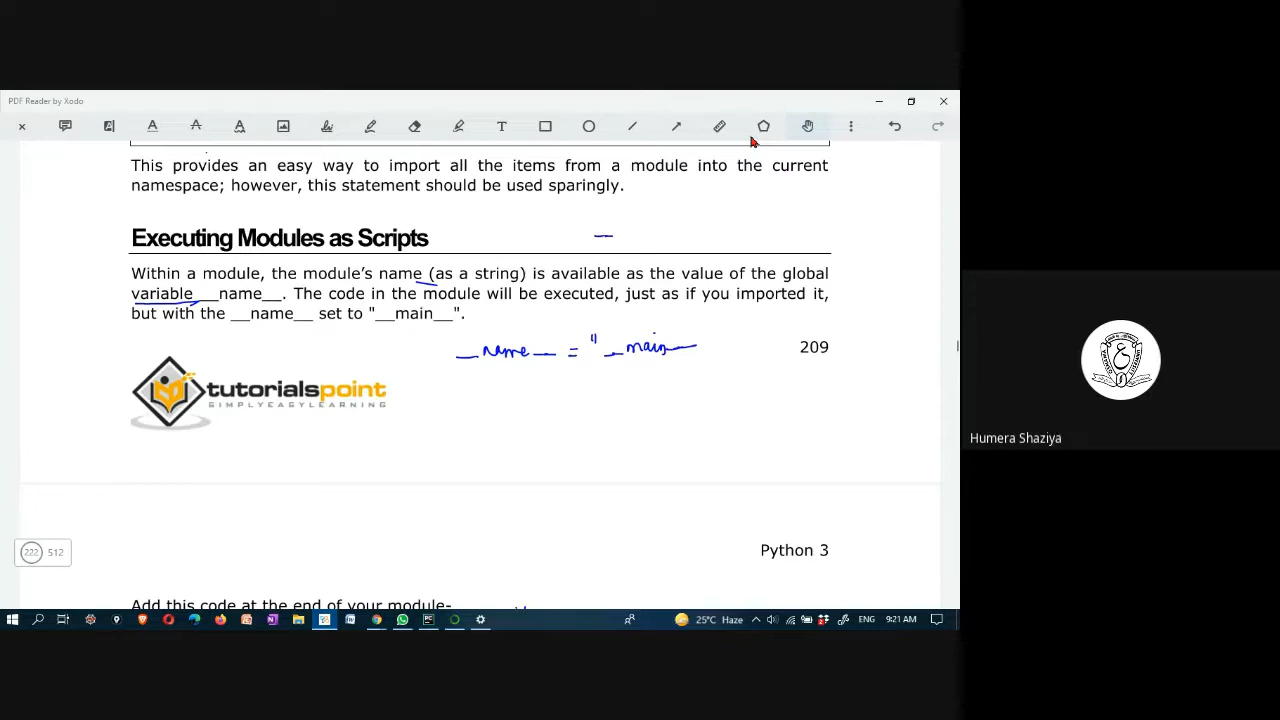 PDF Reader by Xodo
This provides an easy way to import all the items from a module into the current
namespace; however, this statement should be used sparingly.
Executing Modules as Scripts
Within a module, the module's name (as a string) is available as the value of the global
variable __name__. The code in the module will be executed, just as if you imported it,
but with the __name__ set to "__main__".
__name__ = "__main__
209
tutorialspoint
SIMPLYEASYLEARNING
Humera Shaziya
222 512
Python 3
Add this code at the end of your module-
25°C Haze ENG 9:21 AM